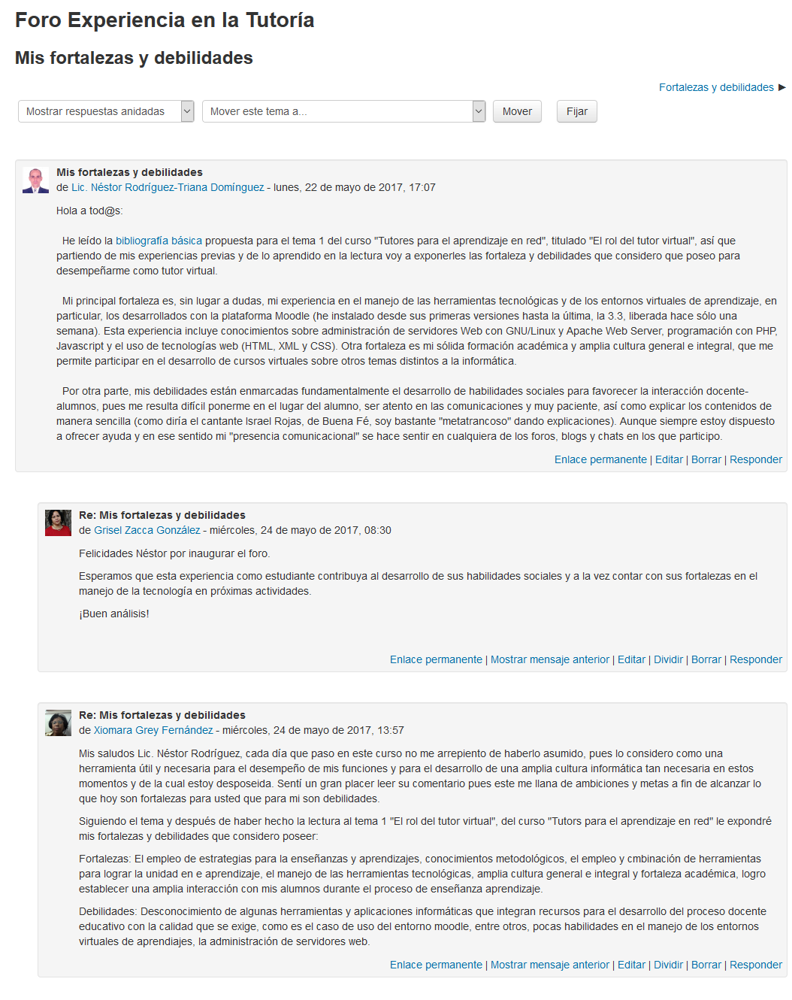 Foro Experiencia en la Tutoría
Mis fortalezas y debilidades
Fortalezas y debilidades ►
Mostrar respuestas anidadas
Mover este tema a...
Mover
Fijar
Mis fortalezas y debilidades
de Lic. Néstor Rodríguez-Triana Domínguez - lunes, 22 de mayo de 2017, 17:07
Hola a tod@s:
He leído la bibliografía básica propuesta para el tema 1 del curso "Tutores para el aprendizaje en red", titulado "El rol del tutor virtual", así que
partiendo de mis experiencias previas y de lo aprendido en la lectura voy a exponerles las fortaleza y debilidades que considero que poseo para
desempeñarme como tutor virtual.
Mi principal fortaleza es, sin lugar a dudas, mi experiencia en el manejo de las herramientas tecnológicas y de los entornos virtuales de aprendizaje, en
particular, los desarrollados con la plataforma Moodle (he instalado desde sus primeras versiones hasta la última, la 3.3, liberada hace sólo una
semana). Esta experiencia incluye conocimientos sobre administración de servidores Web con GNU/Linux y Apache Web Server, programación con PHP,
Javascript y el uso de tecnologías web (HTML, XML y CSS). Otra fortaleza es mi sólida formación académica y amplia cultura general e integral, que me
permite participar en el desarrollo de cursos virtuales sobre otros temas distintos a la informática.
Por otra parte, mis debilidades están enmarcadas fundamentalmente el desarrollo de habilidades sociales para favorecer la interacción docente-
alumnos, pues me resulta difícil ponerme en el lugar del alumno, ser atento en las comunicaciones y muy paciente, así como explicar los contenidos de
manera sencilla (como diría el cantante Israel Rojas, de Buena Fé, soy bastante "metatrancoso" dando explicaciones). Aunque siempre estoy dispuesto
a ofrecer ayuda y en ese sentido mi "presencia comunicacional" se hace sentir en cualquiera de los foros, blogs y chats en los que participo.
Enlace permanente | Editar | Borrar | Responder
Re: Mis fortalezas y debilidades
de Grisel Zacca González - miércoles, 24 de mayo de 2017, 08:30
Felicidades Néstor por inaugurar el foro.
Esperamos que esta experiencia como estudiante contribuya al desarrollo de sus habilidades sociales y a la vez contar con sus fortalezas en el
manejo de la tecnología en próximas actividades.
¡Buen análisis!
Enlace permanente | Mostrar mensaje anterior | Editar | Dividir | Borrar | Responder
Re: Mis fortalezas y debilidades
de Xiomara Grey Fernández - miércoles, 24 de mayo de 2017, 13:57
Mis saludos Lic. Néstor Rodríguez, cada día que paso en este curso no me arrepiento de haberlo asumido, pues lo considero como una
herramienta útil y necesaria para el desempeño de mis funciones y para el desarrollo de una amplia cultura informática tan necesaria en estos
momentos y de la cual estoy desposeida. Sentí un gran placer leer su comentario pues este me llana de ambiciones y metas a fin de alcanzar lo
que hoy son fortalezas para usted que para mi son debilidades.
Siguiendo el tema y después de haber hecho la lectura al tema 1 "El rol del tutor virtual", del curso "Tutors para el aprendizaje en red" le expondré
mis fortalezas y debilidades que considero poseer:
Fortalezas: El empleo de estrategias para la enseñanzas y aprendizajes, conocimientos metodológicos, el empleo y cmbinación de herramientas
para lograr la unidad en e aprendizaje, el manejo de las herramientas tecnológicas, amplia cultura general e integral y fortaleza académica, logro
establecer una amplia interacción con mis alumnos durante el proceso de enseñanza aprendizaje.
Debilidades: Desconocimiento de algunas herramientas y aplicaciones informáticas que integran recursos para el desarrollo del proceso docente
educativo con la calidad que se exige, como es el caso de uso del entorno moodle, entre otros, pocas habilidades en el manejo de los entornos
virtuales de aprendiajes, la administración de servidores web.
Enlace permanente | Mostrar mensaje anterior | Editar | Dividir | Borrar | Responder